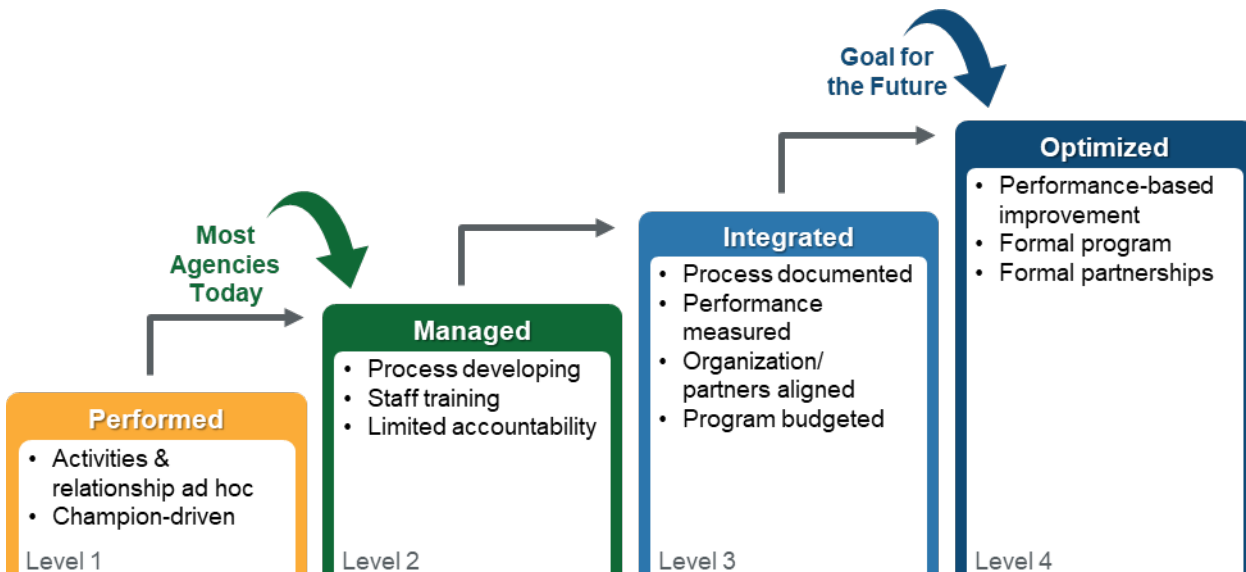 Most
Agencies
Today
Goal for
the Future
Performed
• Activities &
relationship ad hoc
• Champion-driven
Level 1
Managed
• Process developing
• Staff training
• Limited accountability
Level 2
Integrated
• Process documented
• Performance
measured
• Organization/
partners aligned
• Program budgeted
Level 3
Optimized
• Performance-based
improvement
• Formal program
• Formal partnerships
Level 4